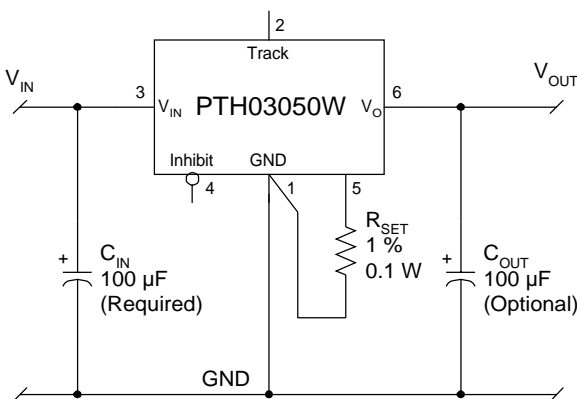 2
Track
V_IN
V_OUT
3
V_IN
PTH03050W
V_O
6
Inhibit
GND
4
1
5
+
C_IN
100 µF
(Required)
R_SET
1 %
0.1 W
+
C_OUT
100 µF
(Optional)
GND